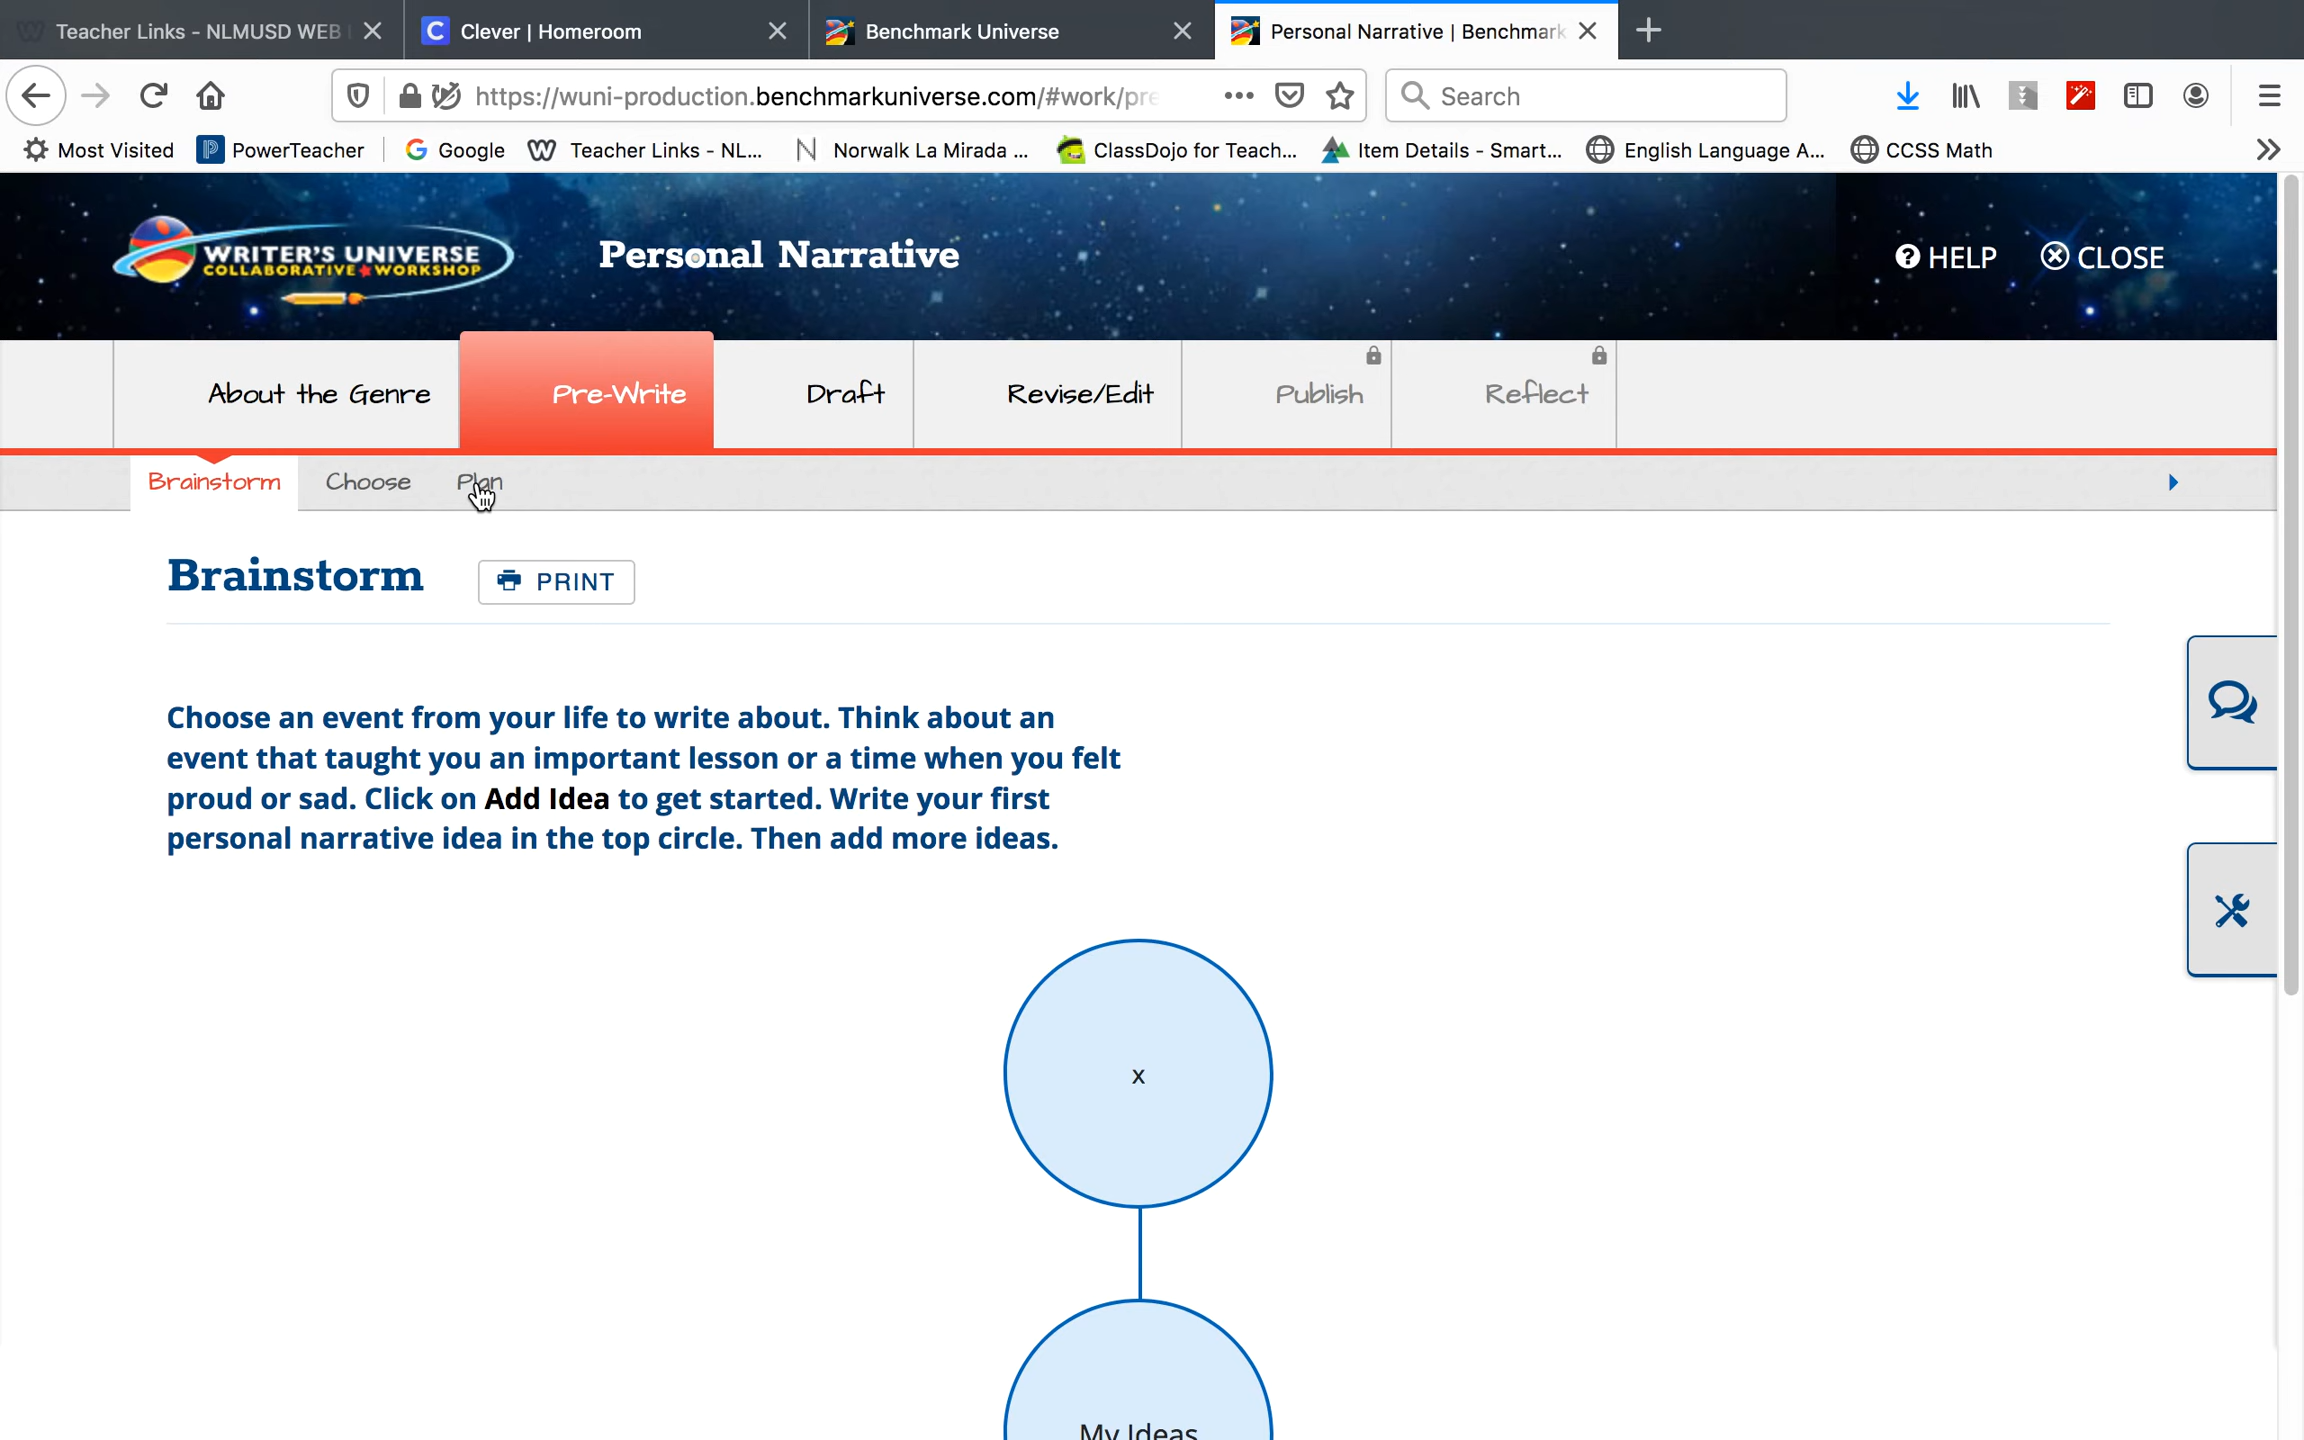 Teacher Links - NLMUSD WEB
Clever | Homeroom
Benchmark Universe
Personal Narrative | Benchmark
https://wuni-production.benchmarkuniverse.com/#work/pre
Search
Most Visited
PowerTeacher
Google
Teacher Links - NL...
Norwalk La Mirada ...
ClassDojo for Teach...
Item Details - Smart...
English Language A...
CCSS Math
WRITER'S UNIVERSE
COLLABORATIVE WORKSHOP
Personal Narrative
HELP
CLOSE
About the Genre
Pre-Write
Draft
Revise/Edit
Publish
Reflect
Brainstorm
Choose
Plan
Brainstorm
PRINT
Choose an event from your life to write about. Think about an
event that taught you an important lesson or a time when you felt
proud or sad. Click on Add Idea to get started. Write your first
personal narrative idea in the top circle. Then add more ideas.
x
My Ideas